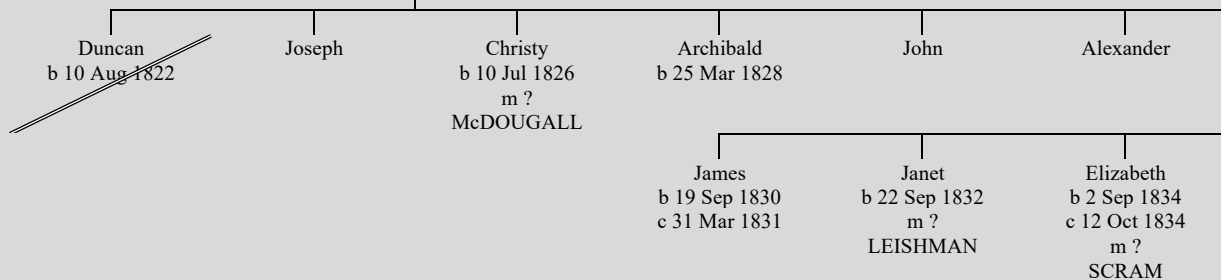 Duncan
b 10 Aug 1822
Joseph
Christy
b 10 Jul 1826
m ?
McDOUGALL
Archibald
b 25 Mar 1828
John
Alexander
James
b 19 Sep 1830
c 31 Mar 1831
Janet
b 22 Sep 1832
m ?
LEISHMAN
Elizabeth
b 2 Sep 1834
c 12 Oct 1834
m ?
SCRAM